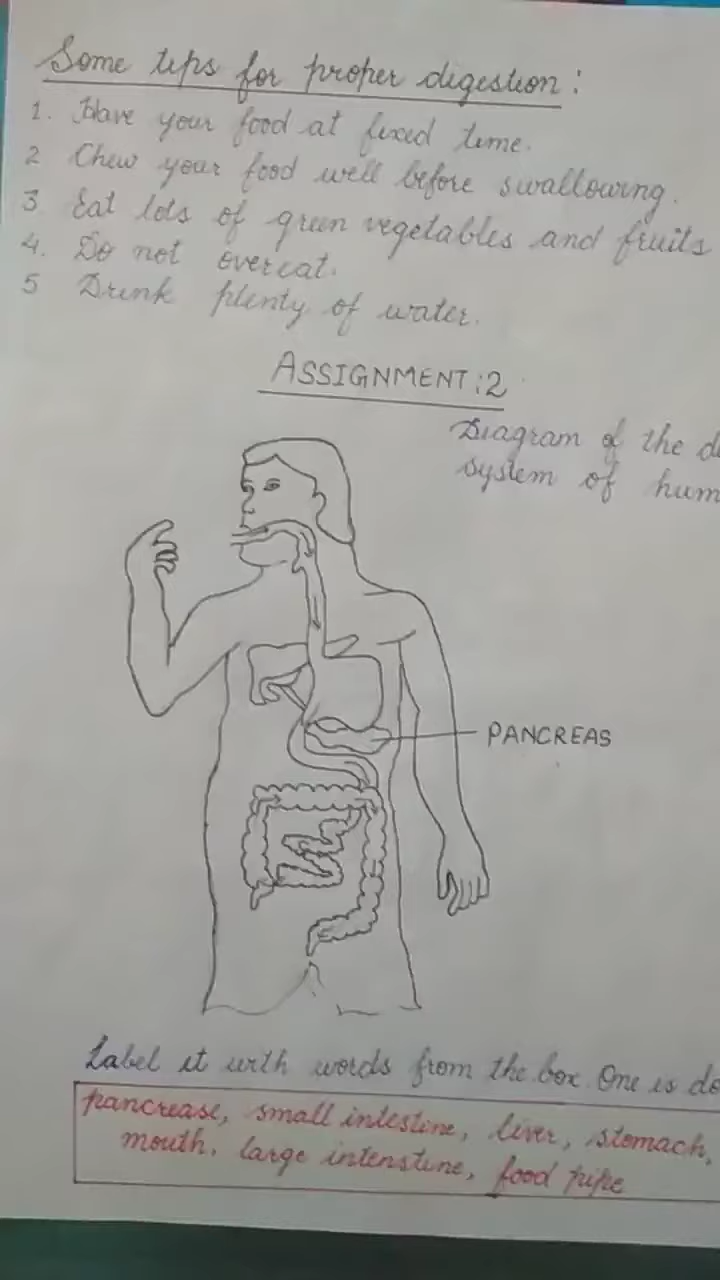 Some tips for proper digestion:
1. Have your food at fixed time.
2 Chew your food well before swallowing.
3. Eat lots of green vegetables and fruits
4. Do not overeat.
5 Drink plenty of water.
ASSIGNMENT:2
Diagram of the
system of
PANCREAS
Label it with words from the box. One is
pancrease, small intestine, liver, stomach,
mouth, large intenstine, food pipe